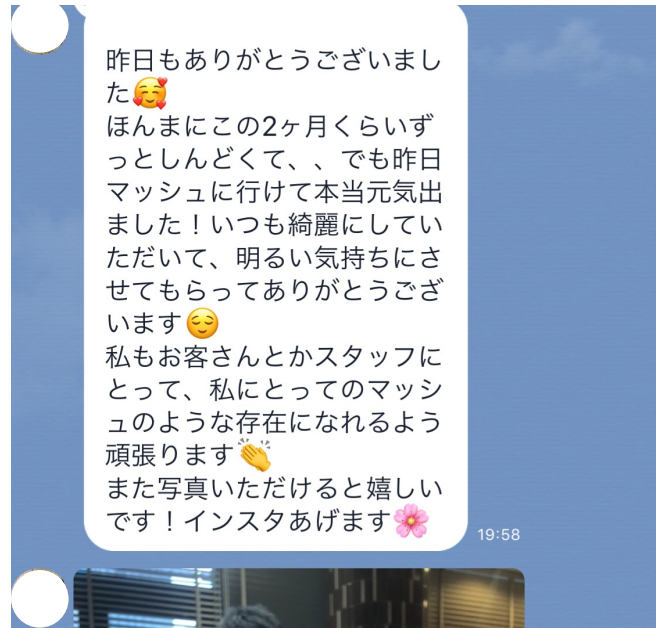 昨日もありがとうございまし
た🥰
ほんまにこの2ヶ月くらいず
っとしんどくて、、でも昨日
マッシュに行けて本当元気出
ました！いつも綺麗にしてい
ただいて、明るい気持ちにさ
せてもらってありがとうござ
います😌
私もお客さんとかスタッフに
とって、私にとってのマッシ
ュのような存在になれるよう
頑張ります👏
また写真いただけると嬉しい
です！インスタあげます🌸
19:58